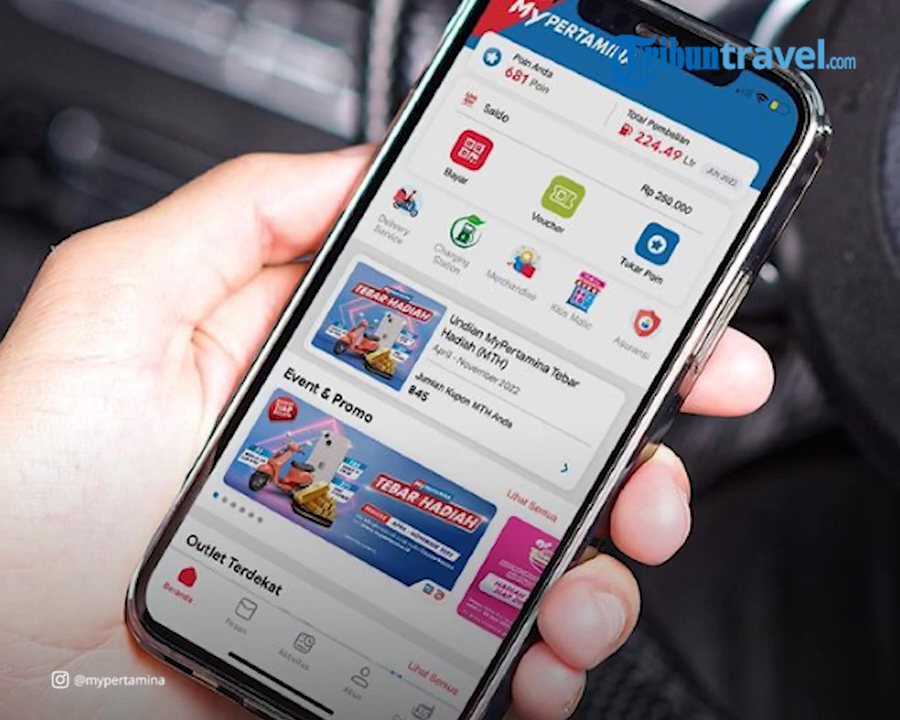 MyPERTAMINA
Tribuntravel.com
Poin Anda
681 Poin
Total Pembelian
224.49 Ltr
JUN 2022
Saldo
Rp 250.000
Bayar
Voucher
Tukar Poin
Delivery
Service
Charging
Station
Merchandise
Asuransi
TEBAR HADIAH
Undian MyPertamina Tebar
Hadiah (MTH)
April - November 2022
Jumlah Kupon MTH Anda
845
Event & Promo
Lihat Semua
TEBAR HADIAH
Outlet Terdekat
Lihat Semua
Beranda
Pesan
Aktivitas
Akun
@mypertamina